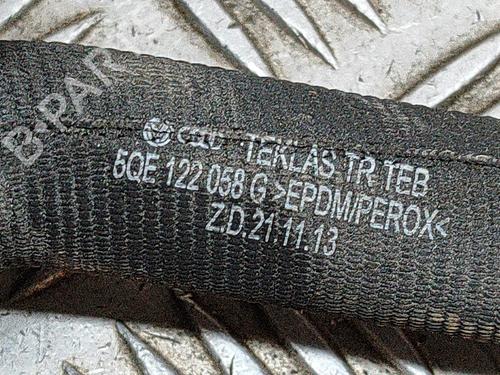 TEKLAS TR TEB
5QE 122 058 G >EPDM/PEROX<
Z.D.21.11.13
B-PARTS